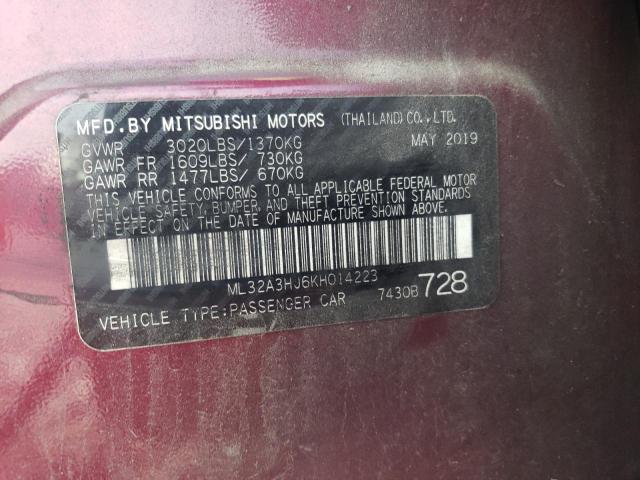 MFD.BY MITSUBISHI MOTORS (THAILAND)CO.,LTD.
GVWR 3020LBS/1370KG MAY 2019
GAWR FR 1609LBS/ 730KG
GAWR RR 1477LBS/ 670KG
THIS VEHICLE CONFORMS TO ALL APPLICABLE FEDERAL MOTOR
VEHICLE SAFETY, BUMPER, AND THEFT PREVENTION STANDARDS
IN EFFECT ON THE DATE OF MANUFACTURE SHOWN ABOVE.
ML32A3HJ6KH014223
VEHICLE TYPE:PASSENGER CAR 7430B 728